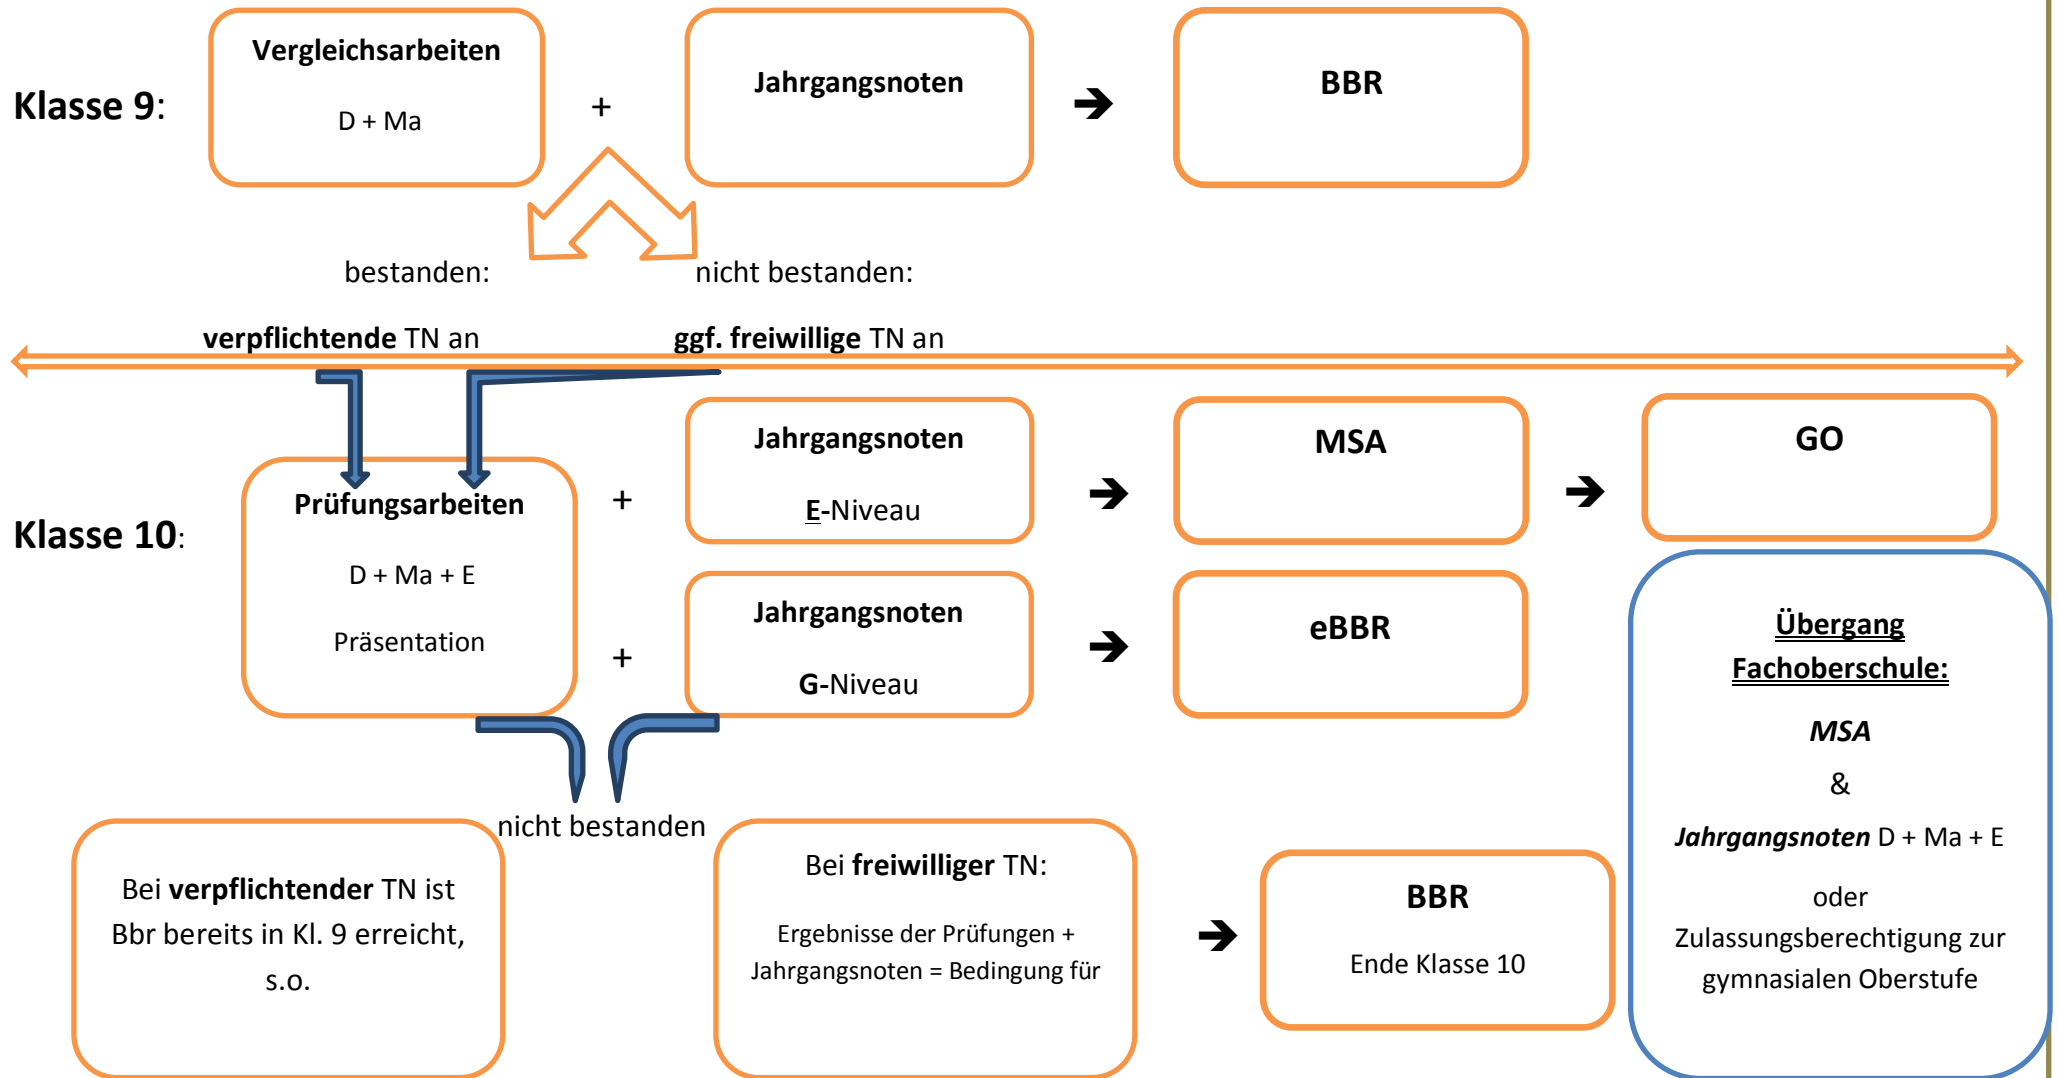 Klasse 9:
Vergleichsarbeiten
D + Ma
+
Jahrgangsnoten
➔
BBR
bestanden:
nicht bestanden:
verpflichtende TN an
ggf. freiwillige TN an
Klasse 10:
Prüfungsarbeiten
D + Ma + E
Präsentation
+
Jahrgangsnoten
E-Niveau
➔
MSA
➔
GO
+
Jahrgangsnoten
G-Niveau
➔
eBBR
nicht bestanden
Bei verpflichtender TN ist
Bbr bereits in Kl. 9 erreicht,
s.o.
Bei freiwilliger TN:
Ergebnisse der Prüfungen +
Jahrgangsnoten = Bedingung für
➔
BBR
Ende Klasse 10
Übergang
Fachoberschule:
MSA
&
Jahrgangsnoten D + Ma + E
oder
Zulassungsberechtigung zur
gymnasialen Oberstufe